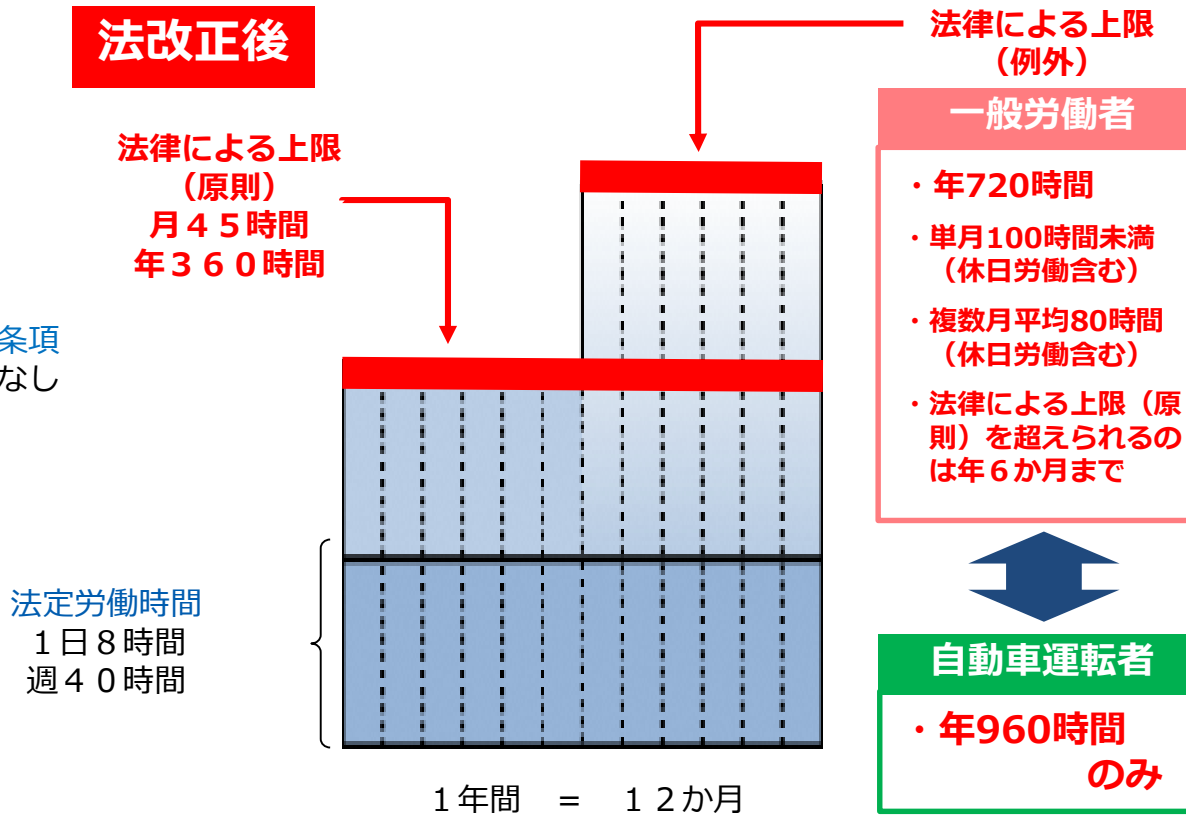 法改正後
法律による上限
（原則）
月４５時間
年３６０時間
法律による上限
（例外）
一般労働者
・年720時間
・単月100時間未満
（休日労働含む）
・複数月平均80時間
（休日労働含む）
・法律による上限（原
則）を超えられるの
は年６か月まで
条項
なし
法定労働時間
１日８時間
週４０時間
自動車運転者
・年960時間
のみ
１年間　＝　１２か月